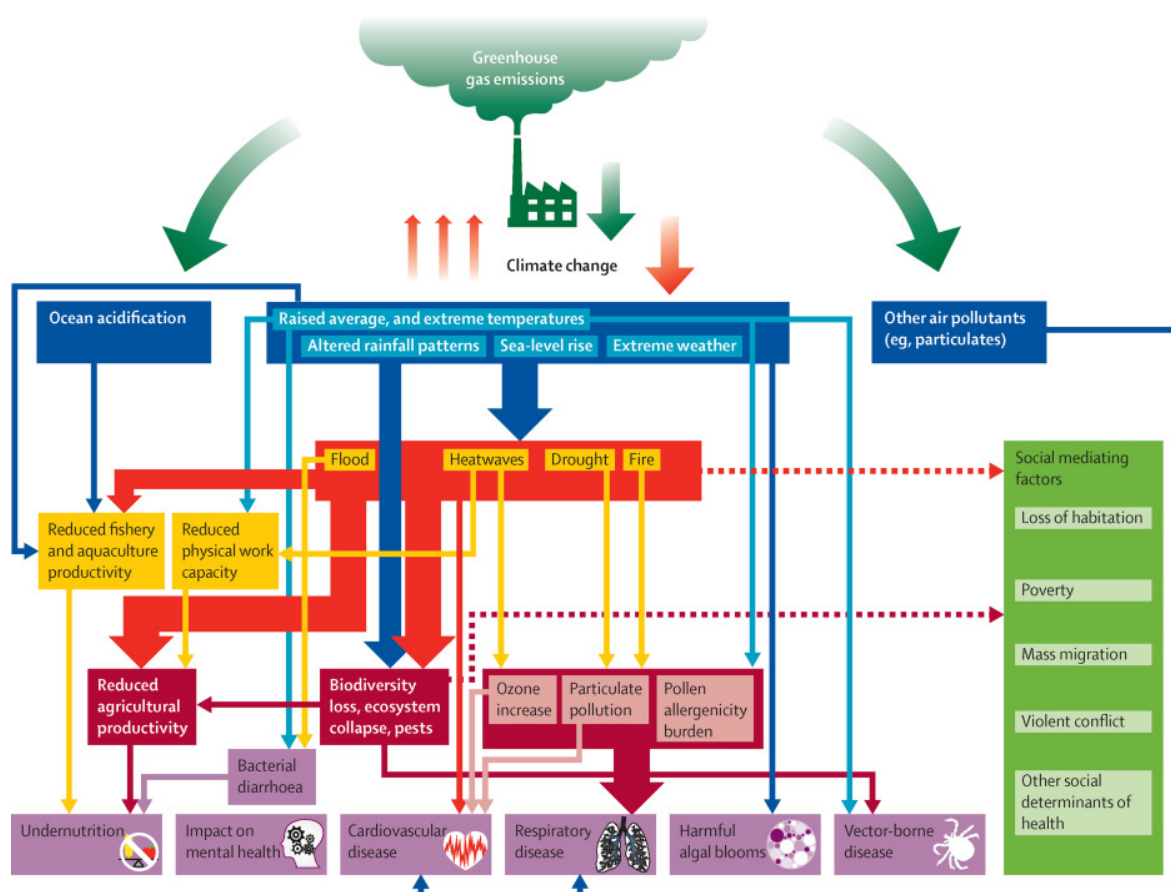 Greenhouse
gas emissions
Climate change
Ocean acidification
Raised average, and extreme temperatures
Altered rainfall patterns
Sea-level rise
Extreme weather
Other air pollutants
(eg, particulates)
Flood
Heatwaves
Drought
Fire
Social mediating
factors
Loss of habitation
Poverty
Mass migration
Violent conflict
Other social
determinants of
health
Reduced fishery
and aquaculture
productivity
Reduced
physical work
capacity
Reduced
agricultural
productivity
Biodiversity
loss, ecosystem
collapse, pests
Ozone
increase
Particulate
pollution
Pollen
allergenicity
burden
Bacterial
diarrhoea
Undernutrition
Impact on
mental health
Cardiovascular
disease
Respiratory
disease
Harmful
algal blooms
Vector-borne
disease